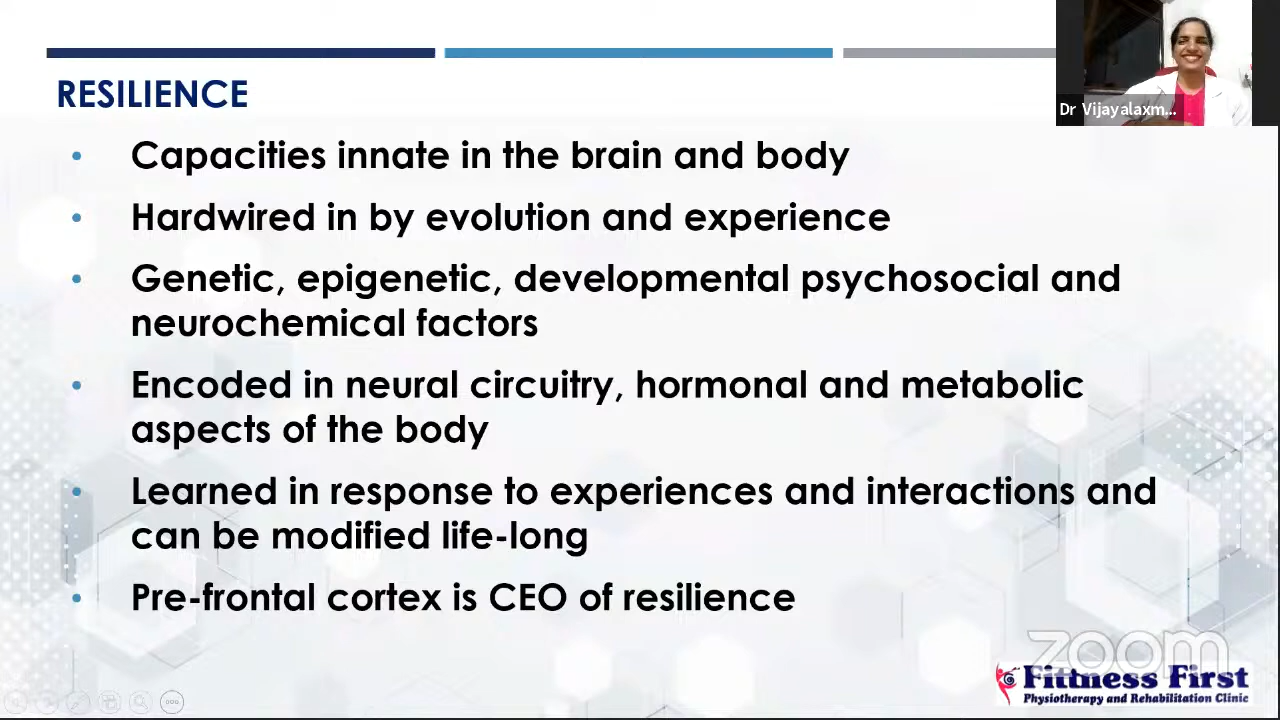 RESILIENCE
Dr Vijayalaxm...
• Capacities innate in the brain and body
• Hardwired in by evolution and experience
• Genetic, epigenetic, developmental psychosocial and
neurochemical factors
• Encoded in neural circuitry, hormonal and metabolic
aspects of the body
• Learned in response to experiences and interactions and
can be modified life-long
• Pre-frontal cortex is CEO of resilience
zoom
Fittness First
Physiotherapy and Rehabilitation Clinic